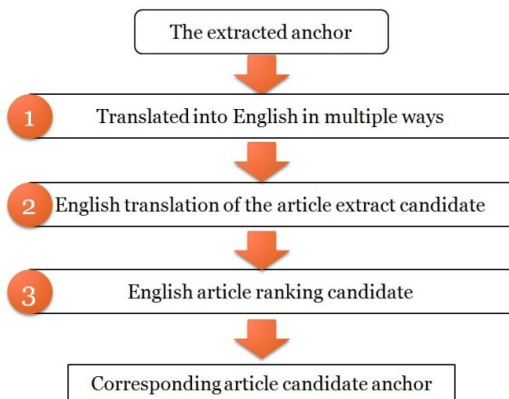 The extracted anchor
1 Translated into English in multiple ways
2 English translation of the article extract candidate
3 English article ranking candidate
Corresponding article candidate anchor